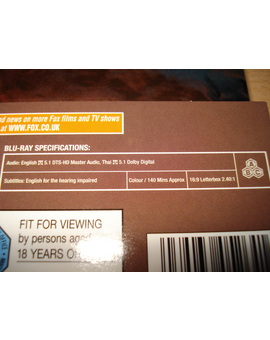 nd news on more Fox films and TV shows
at WWW.FOX.CO.UK
BLU-RAY SPECIFICATIONS:
Audio: English 5.1 DTS-HD Master Audio, Thai 5.1 Dolby Digital
Subtitles: English for the hearing impaired
Colour / 140 Mins Approx
16:9 Letterbox 2.40:1
FIT FOR VIEWING
by persons aged
18 YEARS O